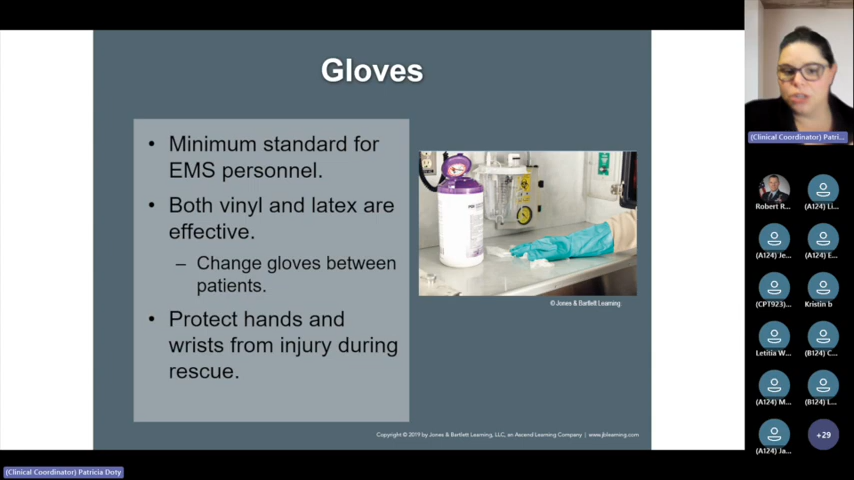 Gloves
• Minimum standard for
EMS personnel.
• Both vinyl and latex are
effective.
– Change gloves between
patients.
• Protect hands and
wrists from injury during
rescue.
© Jones & Bartlett Learning
Copyright © 2019 by Jones & Bartlett Learning, LLC, an Ascend Learning Company | www.jblearning.com
(Clinical Coordinator) Patri...
Robert R...
(A124) Li...
(A124) Je...
(A124) E...
(CPT923)...
Kristin b
Letitia W...
(B124) C...
(A124) M...
(B124) L...
(A124) Ja...
+29
(Clinical Coordinator) Patricia Doty